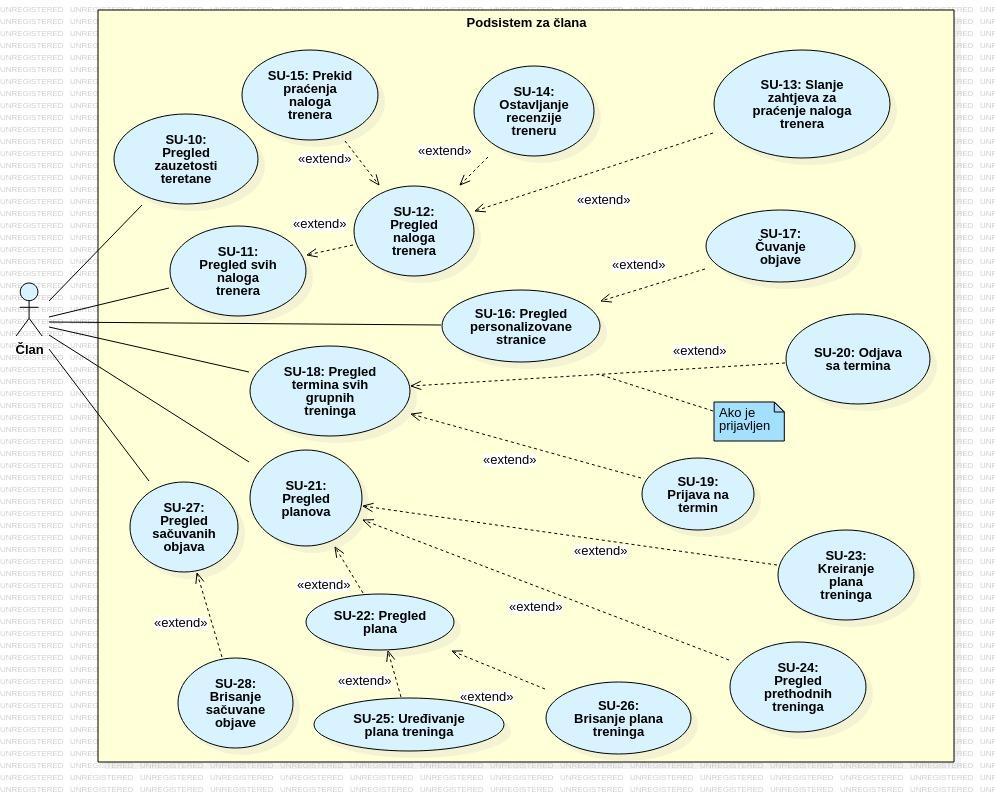 Podsistem za člana
SU-15: Prekid
praćenja
naloga
trenera
SU-14:
Ostavljanje
recenzije
treneru
SU-13: Slanje
zahtjeva za
praćenje naloga
trenera
SU-10:
Pregled
zauzetosti
teretane
«extend»
«extend»
«extend»
SU-12:
Pregled
naloga
trenera
«extend»
SU-11:
Pregled svih
naloga
trenera
SU-17:
Čuvanje
objave
«extend»
Član
SU-16: Pregled
personalizovane
stranice
«extend»
SU-20: Odjava
sa termina
SU-18: Pregled
termina svih
grupnih
treninga
Ako je
prijavljen
«extend»
SU-19:
Prijava na
termin
SU-21:
Pregled
planova
SU-27:
Pregled
sačuvanih
objava
«extend»
SU-23:
Kreiranje
plana
treninga
«extend»
«extend»
SU-22: Pregled
plana
«extend»
SU-24:
Pregled
prethodnih
treninga
«extend»
«extend»
SU-28:
Brisanje
sačuvane
objave
SU-25: Uređivanje
plana treninga
SU-26:
Brisanje plana
treninga
UNREGISTERED